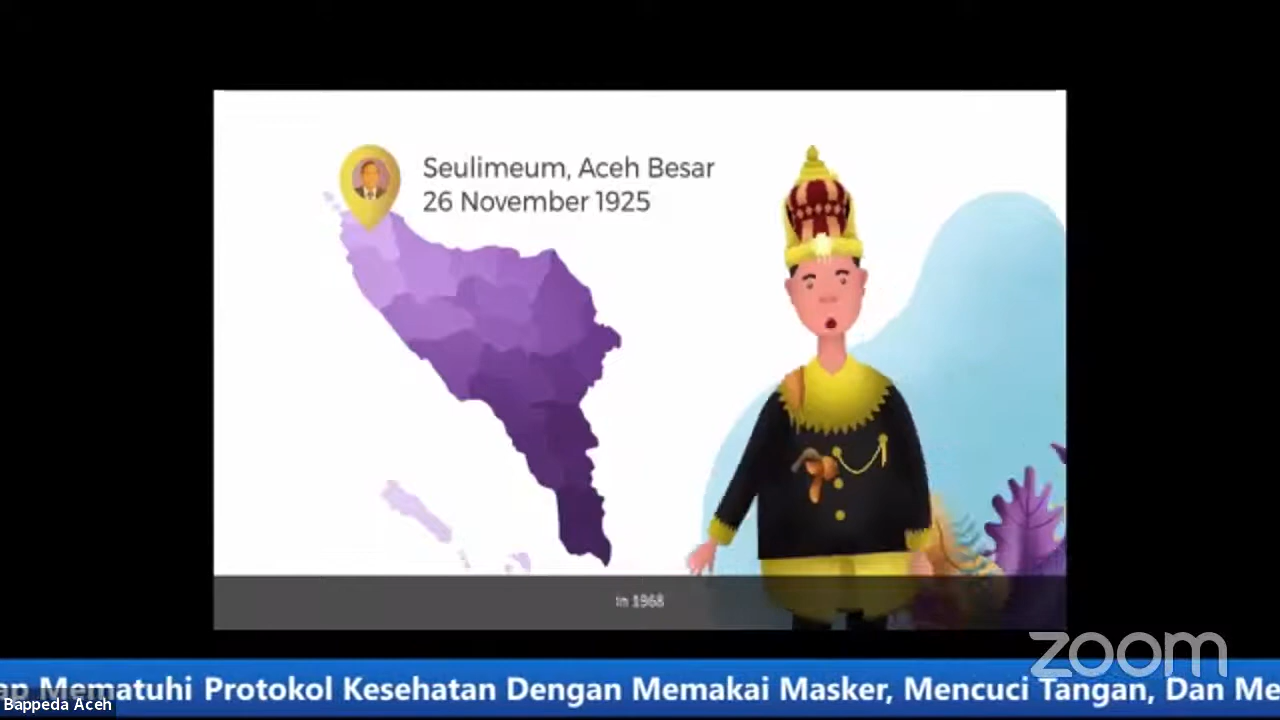 Seulimeum, Aceh Besar
26 November 1925
In 1968
zoom
Mematuhi Protokol Kesehatan Dengan Memakai Masker, Mencuci Tangan, Dan Me
Bappeda Aceh